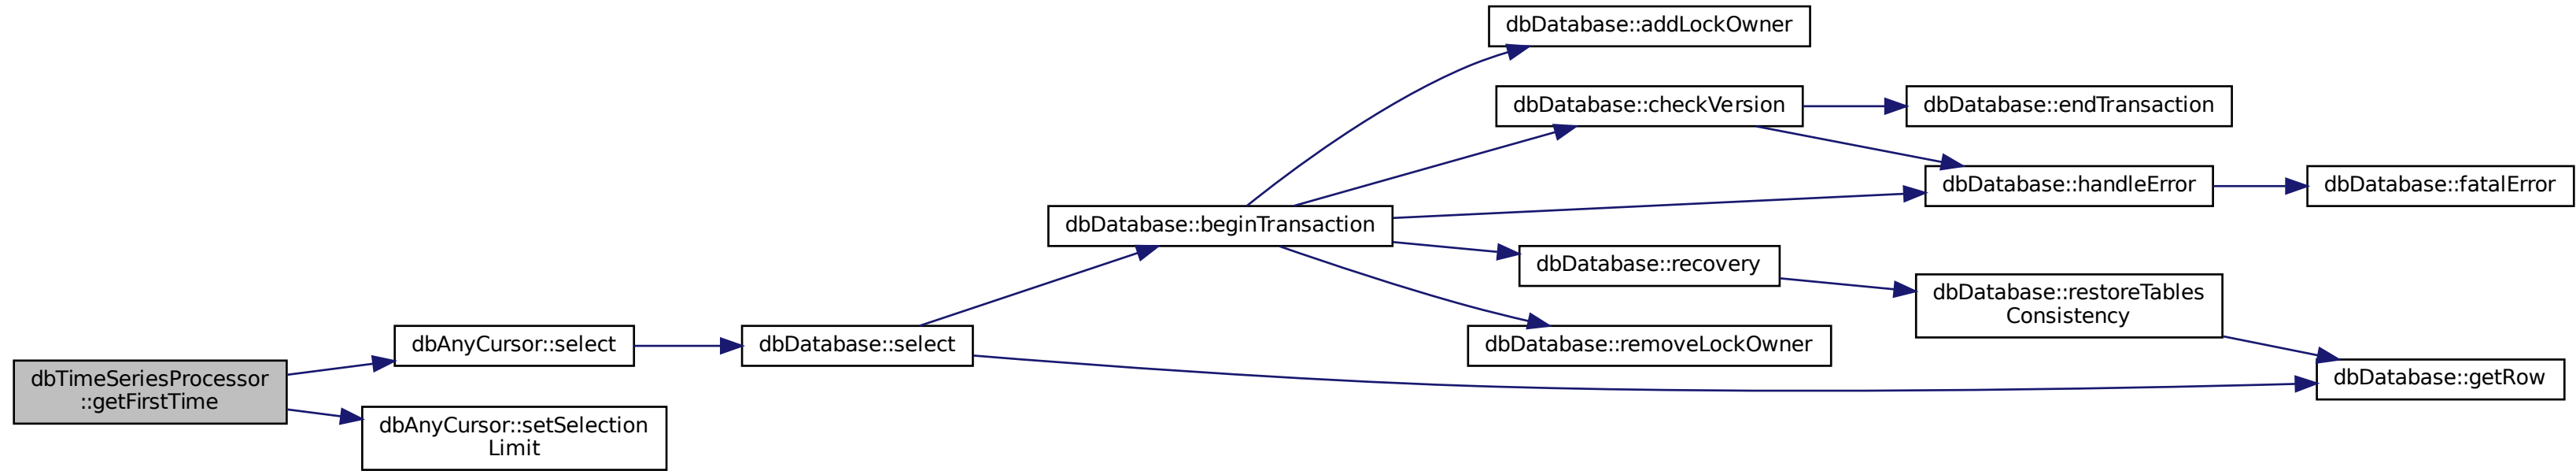 dbDatabase::addLockOwner
dbDatabase::checkVersion
dbDatabase::endTransaction
dbDatabase::handleError
dbDatabase::fatalError
dbDatabase::beginTransaction
dbDatabase::recovery
dbDatabase::restoreTables
Consistency
dbAnyCursor::select
dbDatabase::select
dbDatabase::removeLockOwner
dbTimeSeriesProcessor
::getFirstTime
dbDatabase::getRow
dbAnyCursor::setSelection
Limit